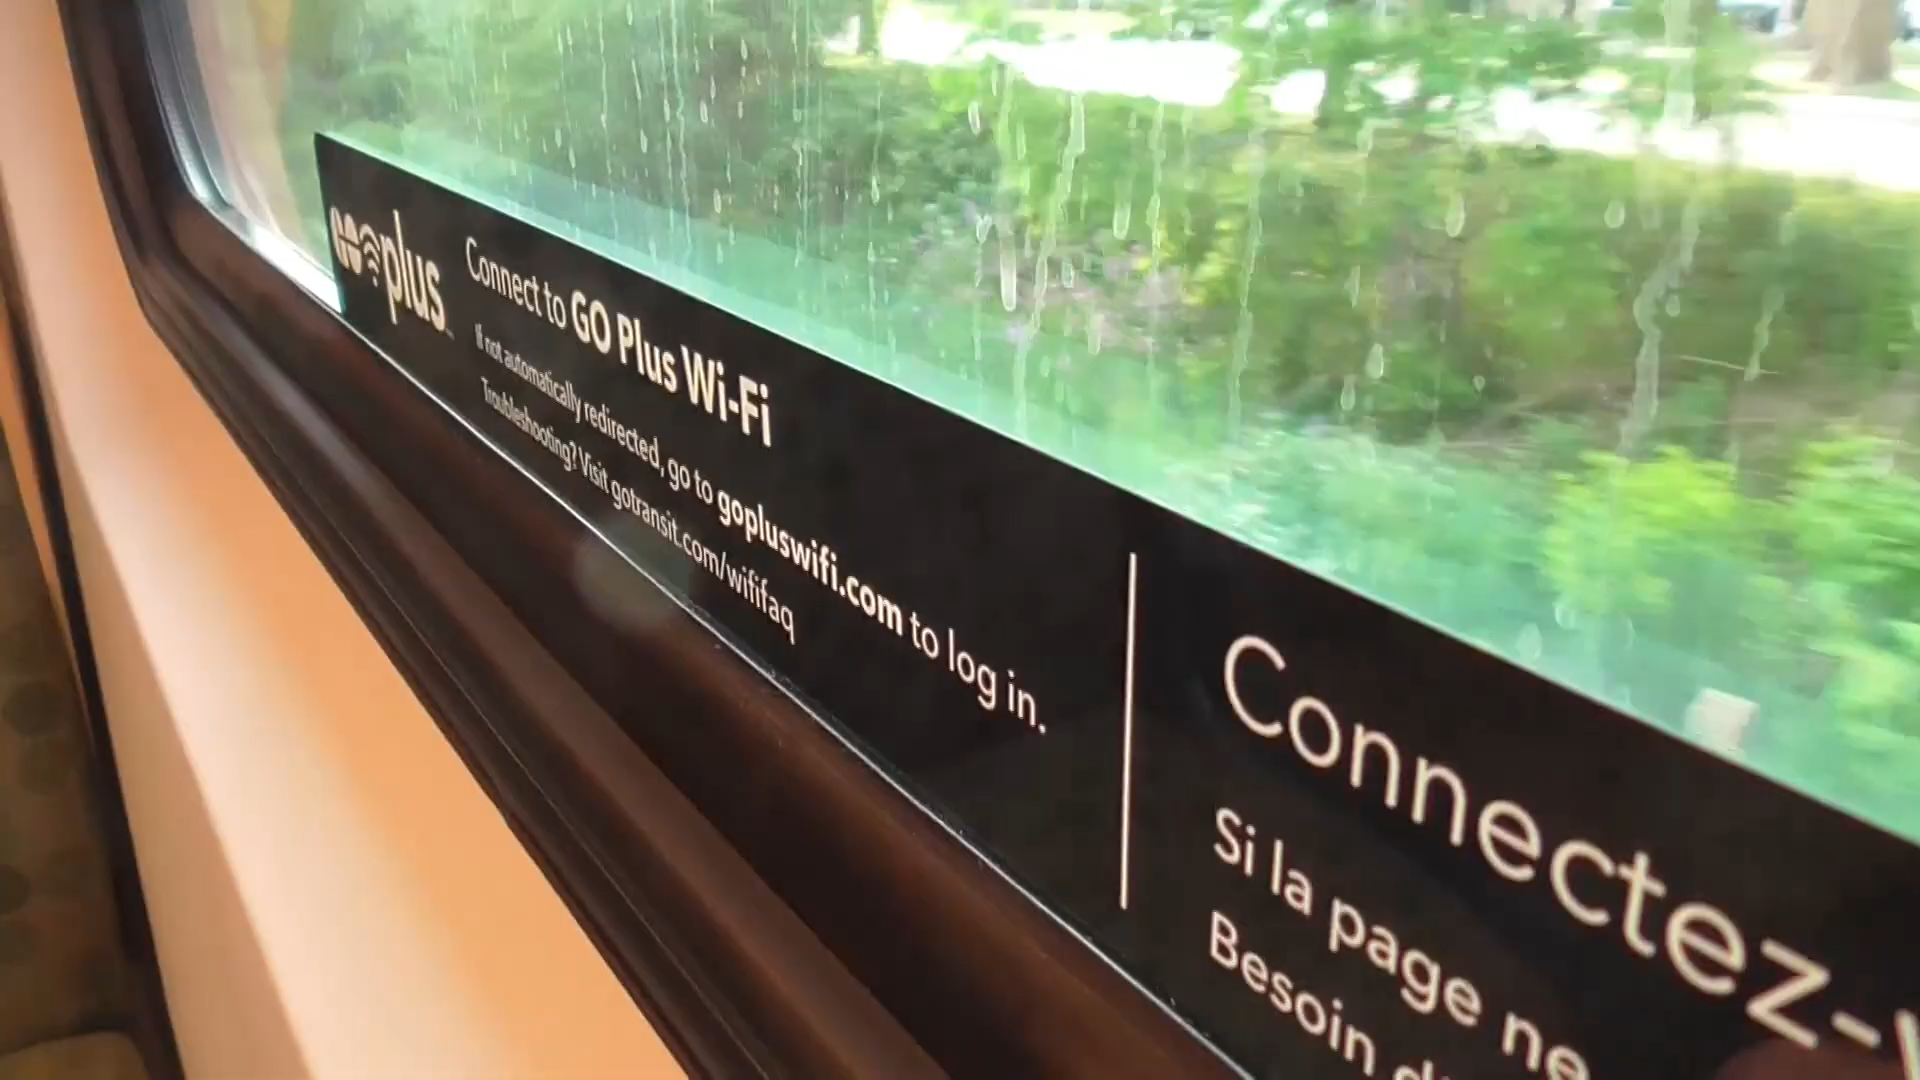 GO plus
Connect to GO Plus Wi-Fi
If not automatically redirected, go to gopluswifi.com to log in.
Troubleshooting? Visit gotransit.com/wififaq
Connectez-
Si la page ne
Besoin